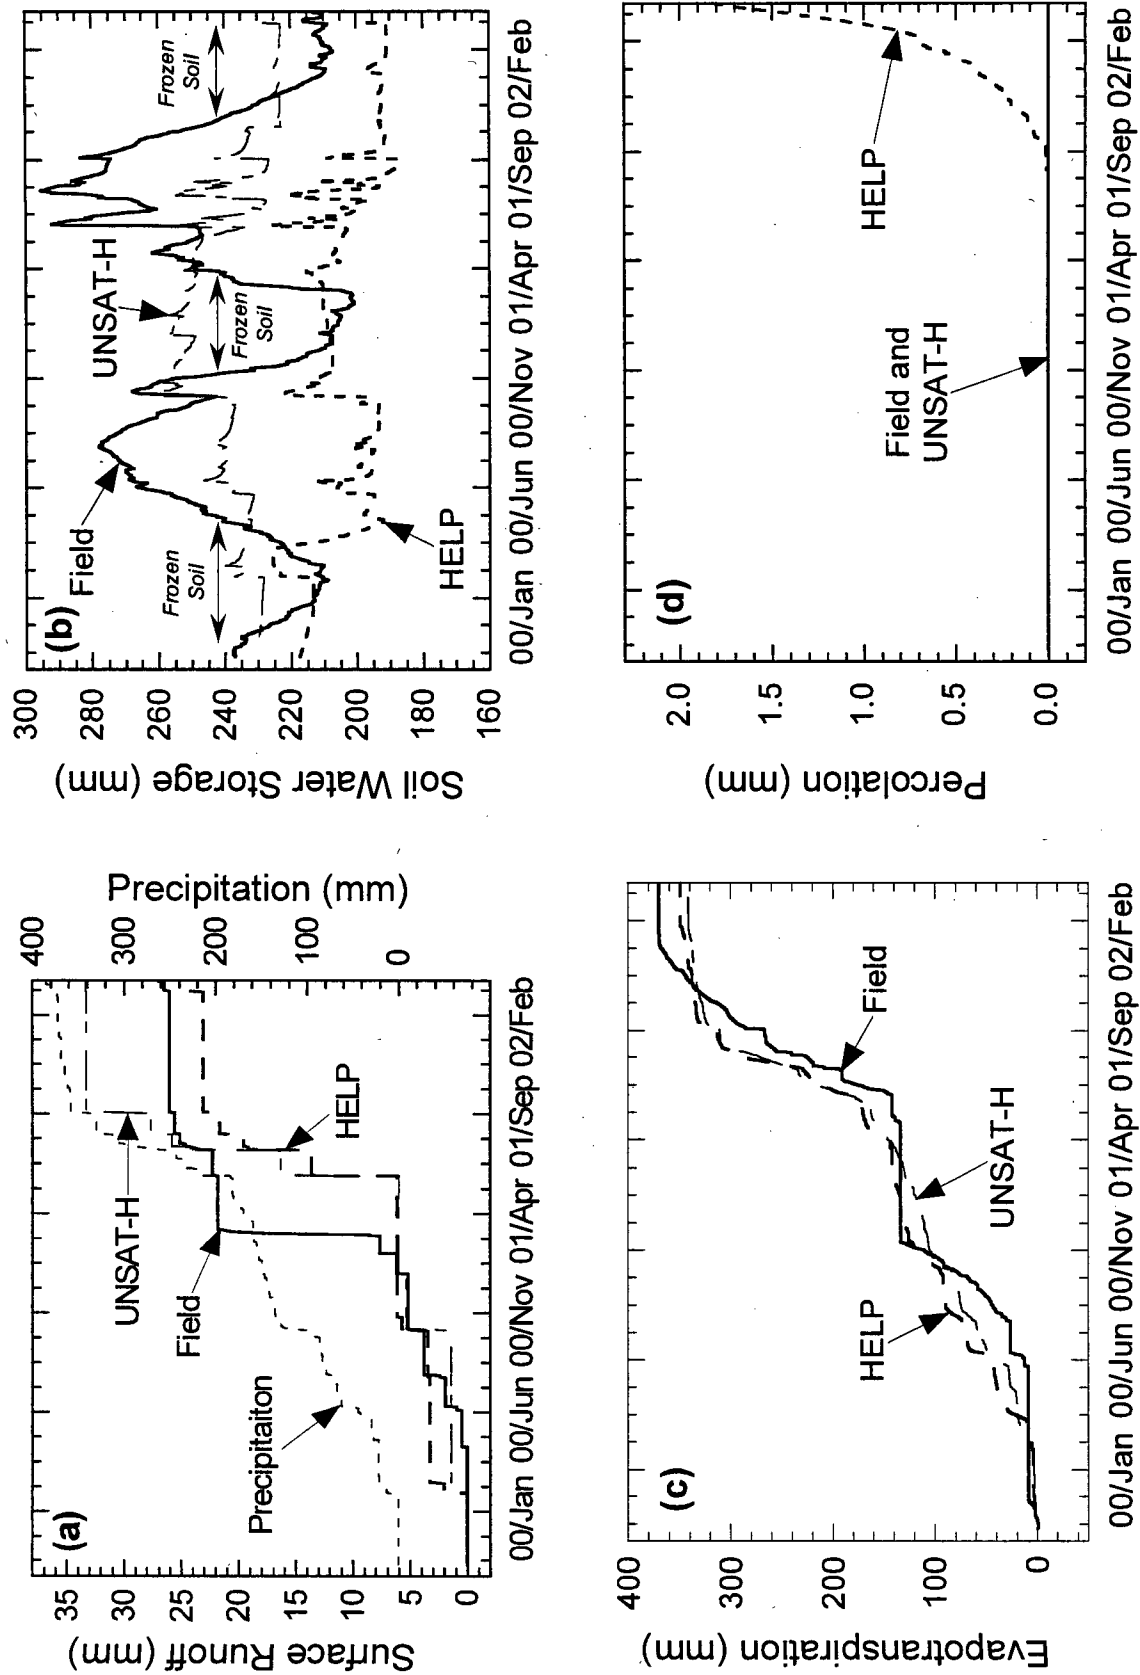 (a)
Surface Runoff (mm)
35
30
25
20
15
10
5
0
Precipitation (mm)
400
300
200
100
0
UNSAT-H
Field
HELP
Precipitaiton
00/Jan 00/Jun 00/Nov 01/Apr 01/Sep 02/Feb
(b)
Soil Water Storage (mm)
300
280
260
240
220
200
180
160
Field
UNSAT-H
HELP
Frozen
Soil
Frozen
Soil
Frozen
Soil
00/Jan 00/Jun 00/Nov 01/Apr 01/Sep 02/Feb
(c)
Evapotranspiration (mm)
400
300
200
100
0
HELP
Field
UNSAT-H
00/Jan 00/Jun 00/Nov 01/Apr 01/Sep 02/Feb
(d)
Percolation (mm)
2.0
1.5
1.0
0.5
0.0
HELP
Field and
UNSAT-H
00/Jan 00/Jun 00/Nov 01/Apr 01/Sep 02/Feb